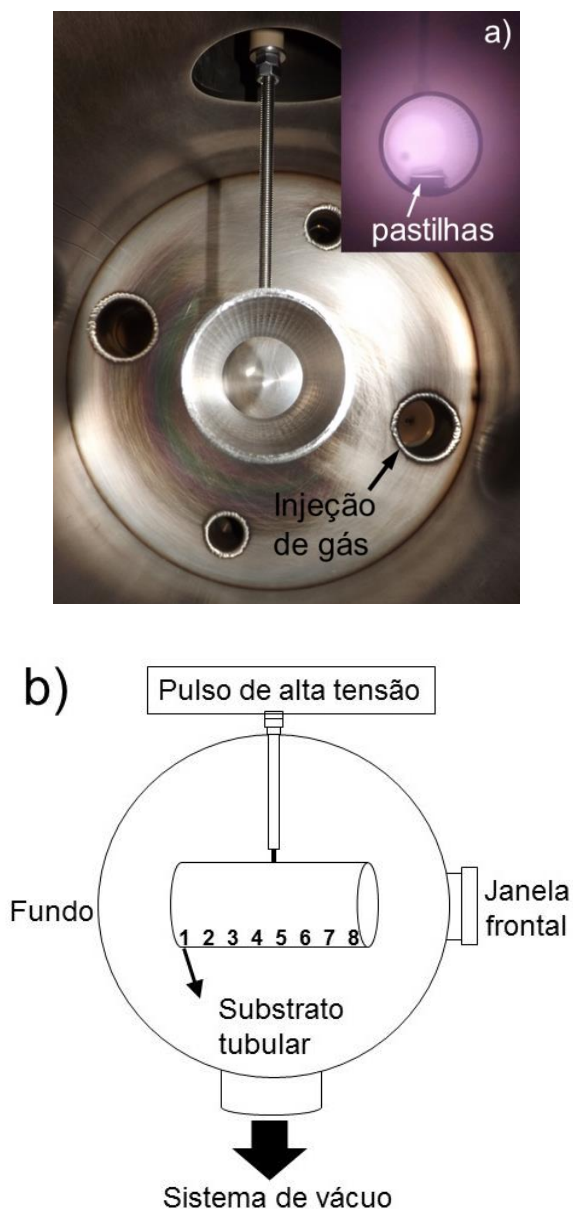 a)
pastilhas
Injeção
de gás
b)
Pulso de alta tensão
Fundo
Janela
frontal
1 2 3 4 5 6 7 8
Substrato
tubular
Sistema de vácuo